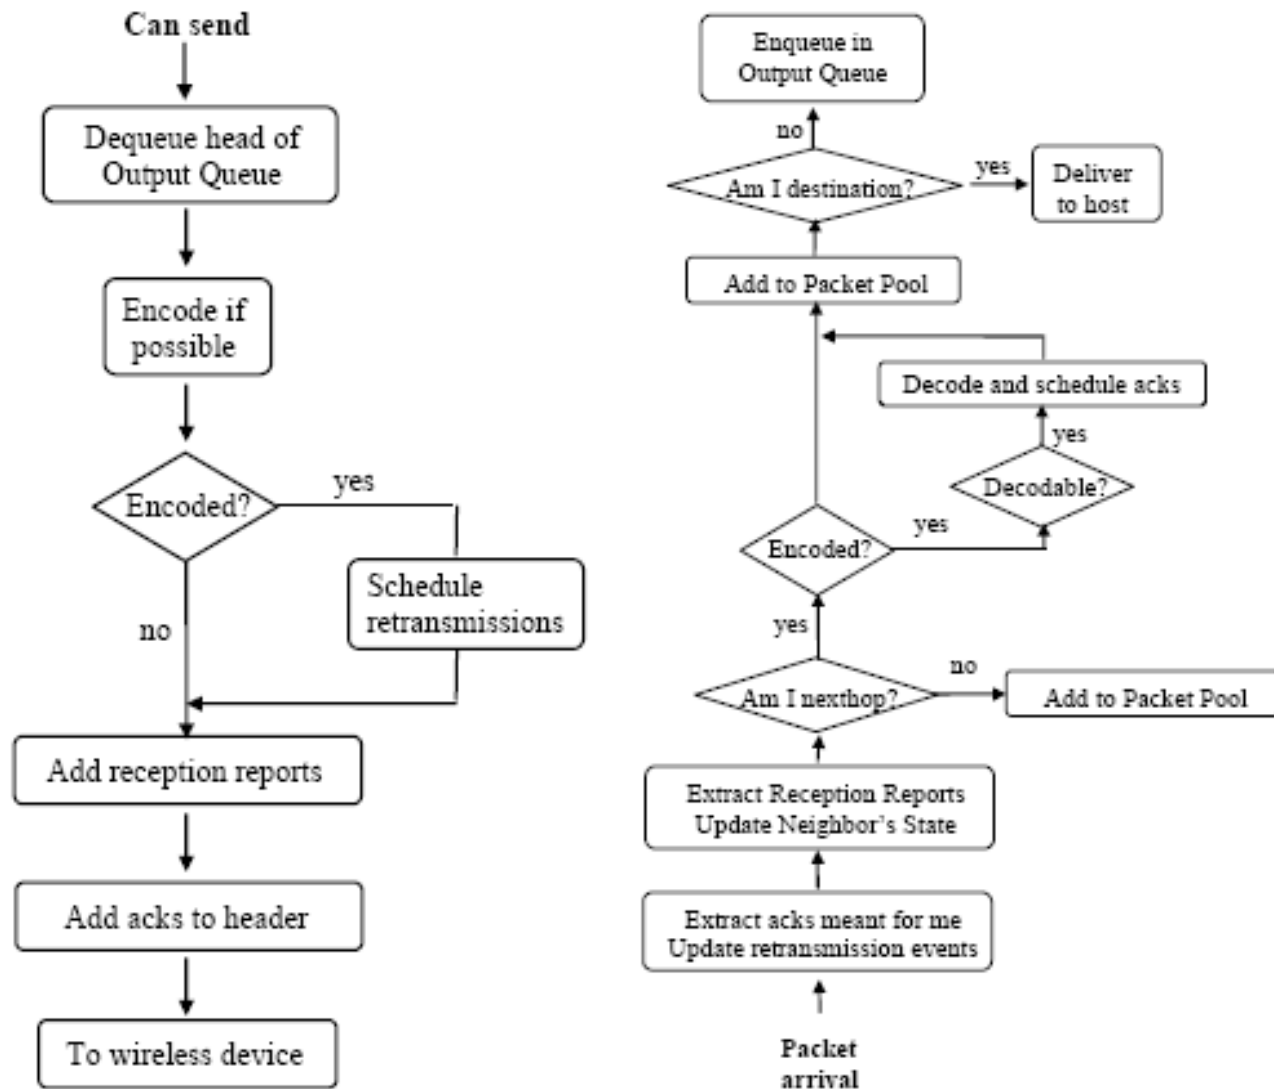 Can send
Dequeue head of
Output Queue
Encode if
possible
Encoded?
yes
Schedule
retransmissions
no
Add reception reports
Add acks to header
To wireless device
Enqueue in
Output Queue
no
Am I destination?
yes
Deliver
to host
Add to Packet Pool
Decode and schedule acks
yes
Decodable?
yes
Encoded?
yes
Am I nexthop?
no
Add to Packet Pool
Extract Reception Reports
Update Neighbor's State
Extract acks meant for me
Update retransmission events
Packet
arrival